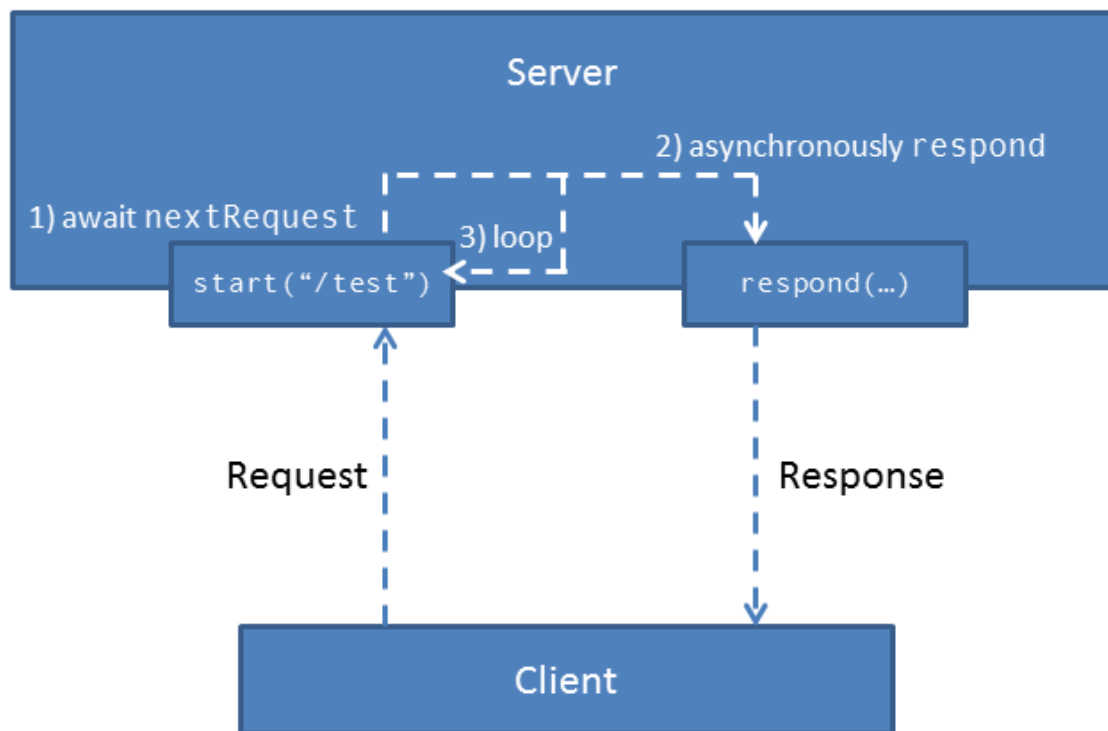 Server
2) asynchronously respond
1) await nextRequest
3) loop
start(“/test”)
respond(…)
Request
Response
Client